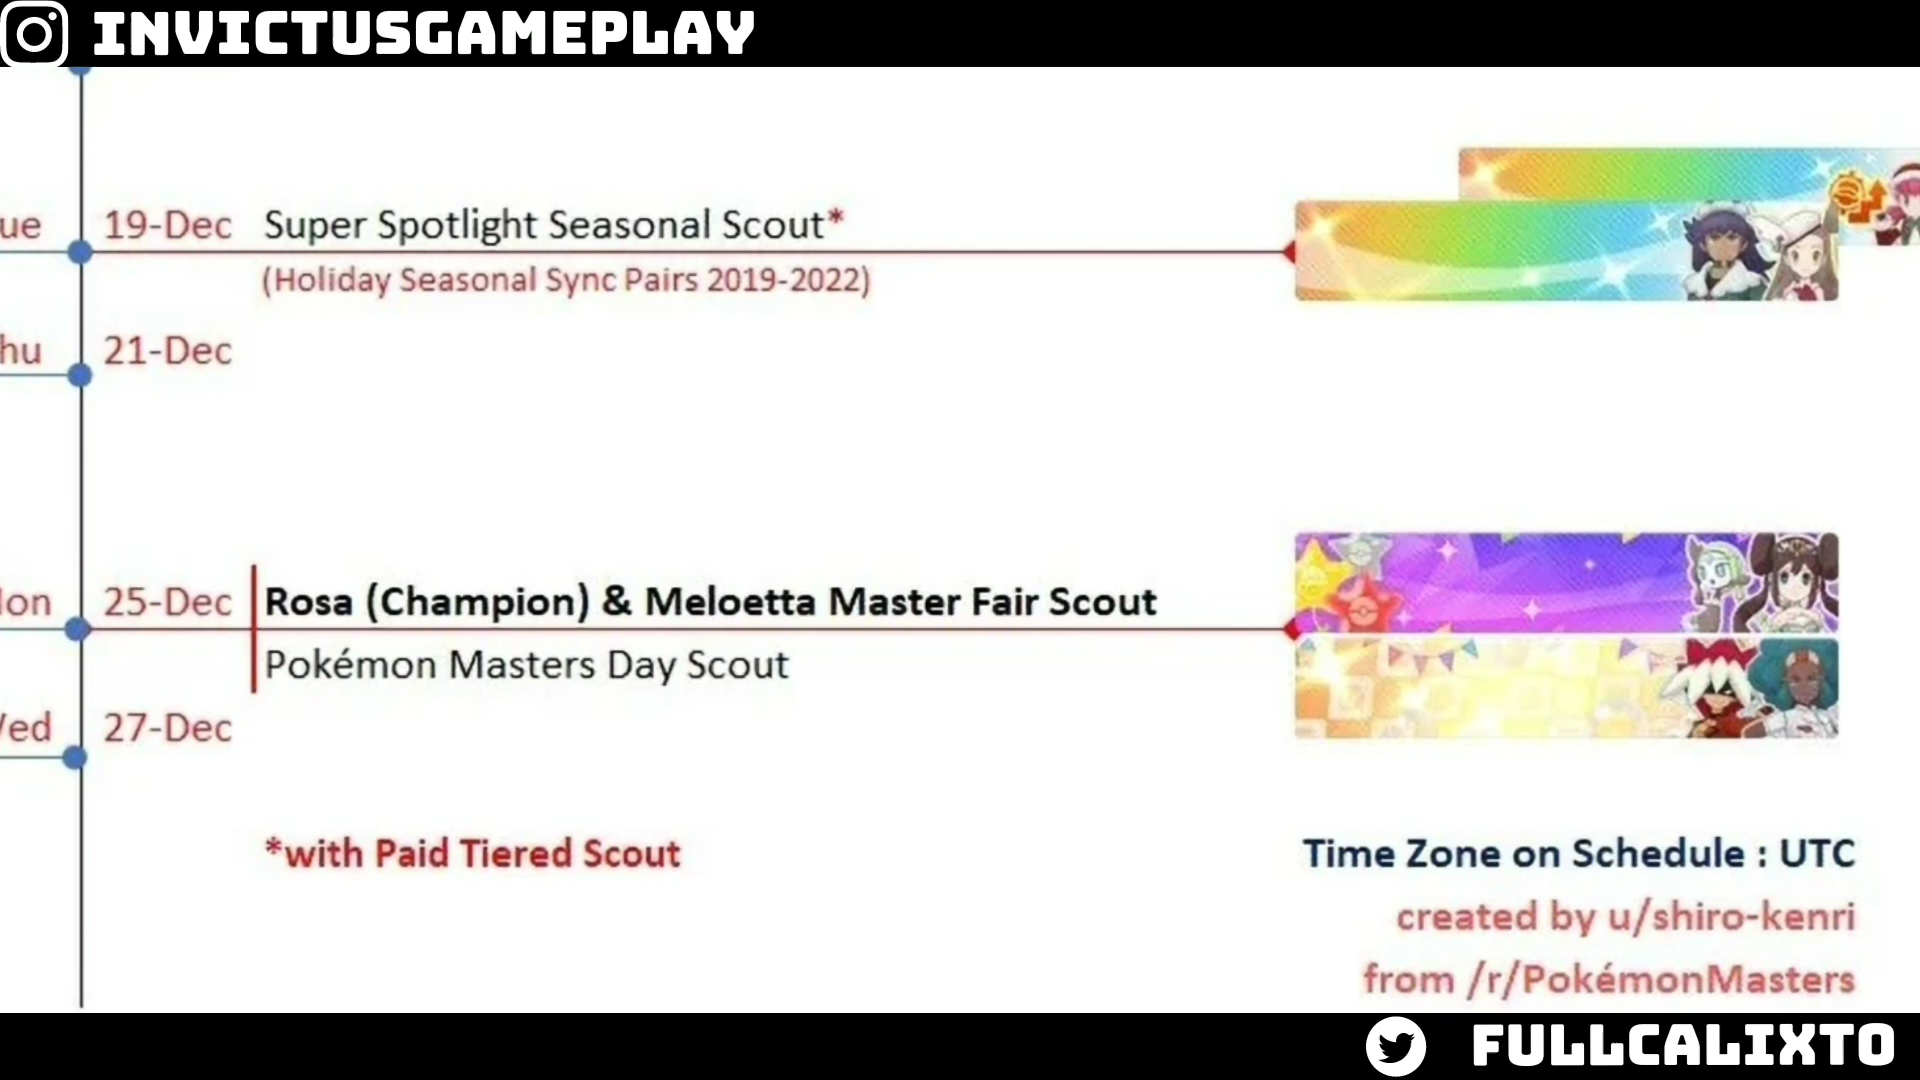 INVICTUSGAMEPLAY
ue 19-Dec Super Spotlight Seasonal Scout*
(Holiday Seasonal Sync Pairs 2019-2022)
hu 21-Dec
on 25-Dec Rosa (Champion) & Meloetta Master Fair Scout
Pokémon Masters Day Scout
ed 27-Dec
*with Paid Tiered Scout
Time Zone on Schedule : UTC
created by u/shiro-kenri
from /r/PokémonMasters
FULLCALIXTO